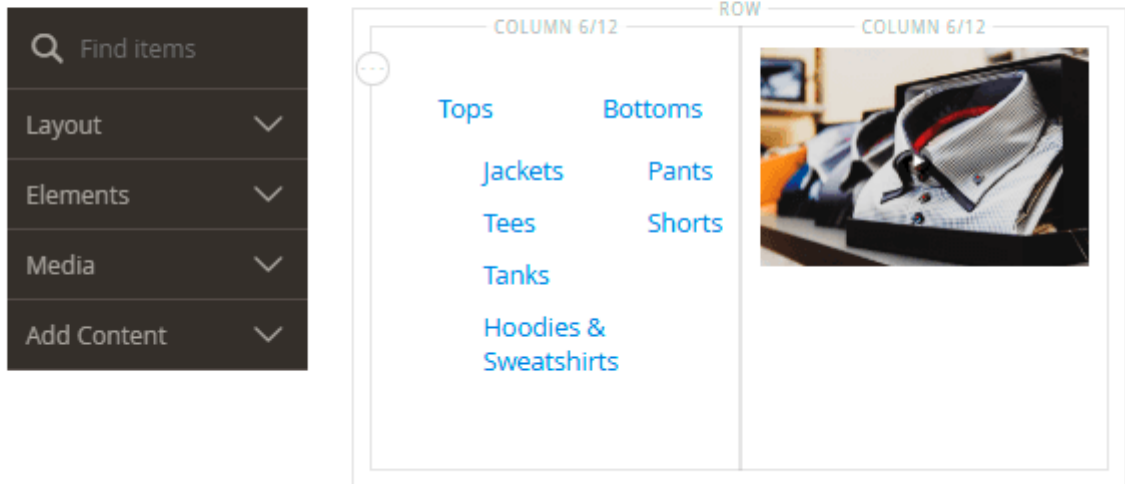 Find items
Layout
Elements
Media
Add Content
ROW
COLUMN 6/12
COLUMN 6/12
Tops
Bottoms
Jackets
Pants
Tees
Shorts
Tanks
Hoodies &
Sweatshirts